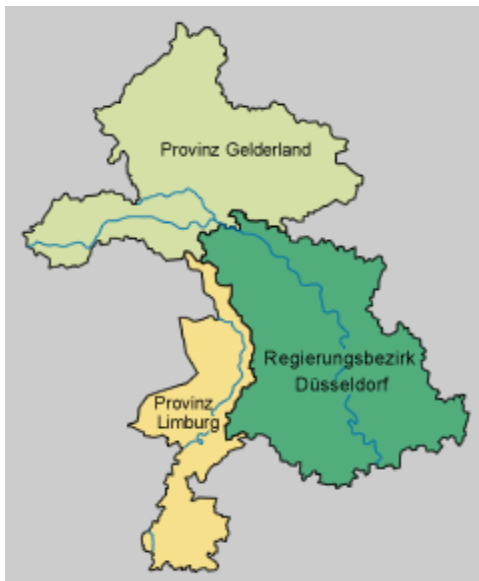 Provinz Gelderland
Regierungsbezirk
Düsseldorf
Provinz
Limburg